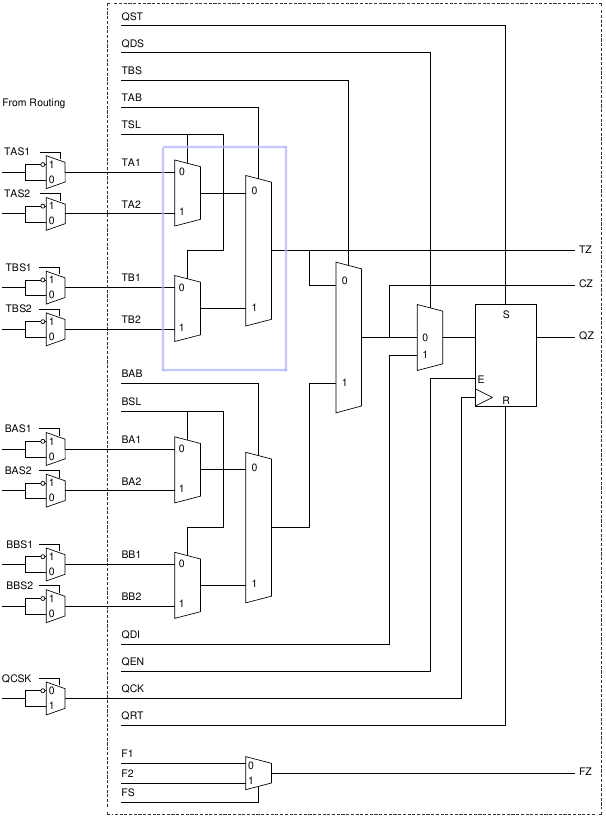 QST
QDS
TBS
TAB
From Routing
TSL
TAS1
1
0
TA1
0
TAS2
1
0
TA2
1
0
TZ
TBS1
1
0
TB1
0
CZ
0
TBS2
1
0
TB2
1
1
S
0
1
QZ
BAB
E
1
BSL
R
BAS1
1
0
BA1
0
BAS2
1
0
BA2
1
0
BBS1
1
0
BB1
0
BBS2
1
0
BB2
1
1
QDI
QEN
QCSK
0
1
QCK
QRT
F1
0
F2
1
FZ
FS